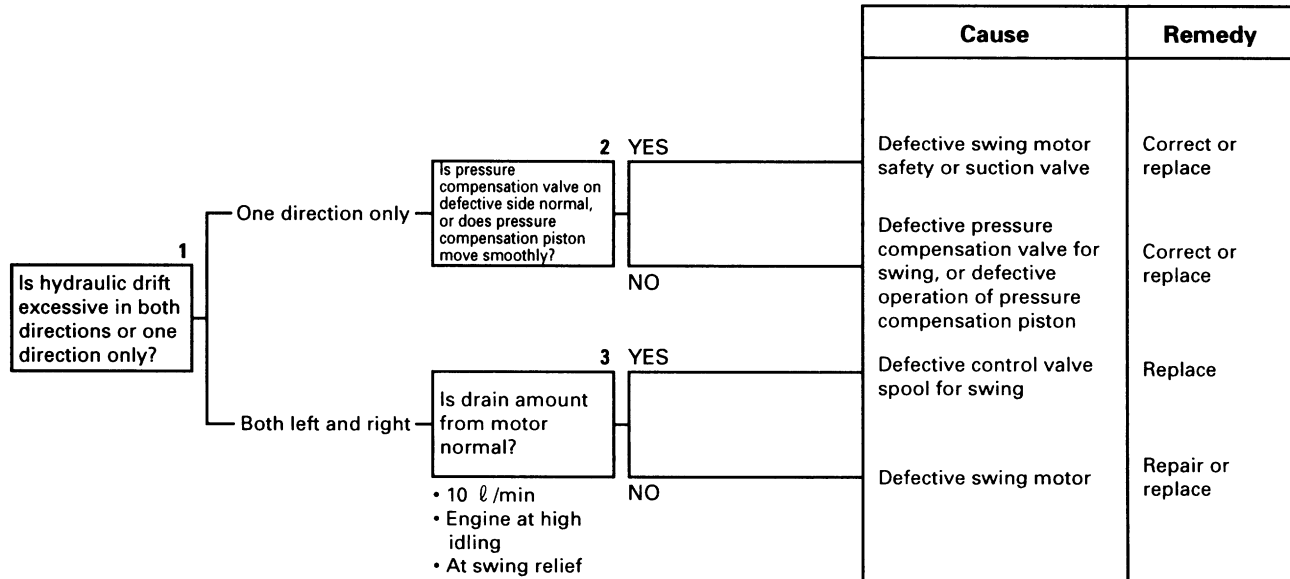 Cause
Remedy
2 YES
Is pressure
compensation valve on
defective side normal,
or does pressure
compensation piston
move smoothly?
NO
Defective swing motor
safety or suction valve
Correct or
replace
One direction only
Defective pressure
compensation valve for
swing, or defective
operation of pressure
compensation piston
Correct or
replace
1
Is hydraulic drift
excessive in both
directions or one
direction only?
3 YES
Is drain amount
from motor
normal?
NO
Defective control valve
spool for swing
Replace
Both left and right
Defective swing motor
Repair or
replace
• 10 ℓ/min
• Engine at high
idling
• At swing relief